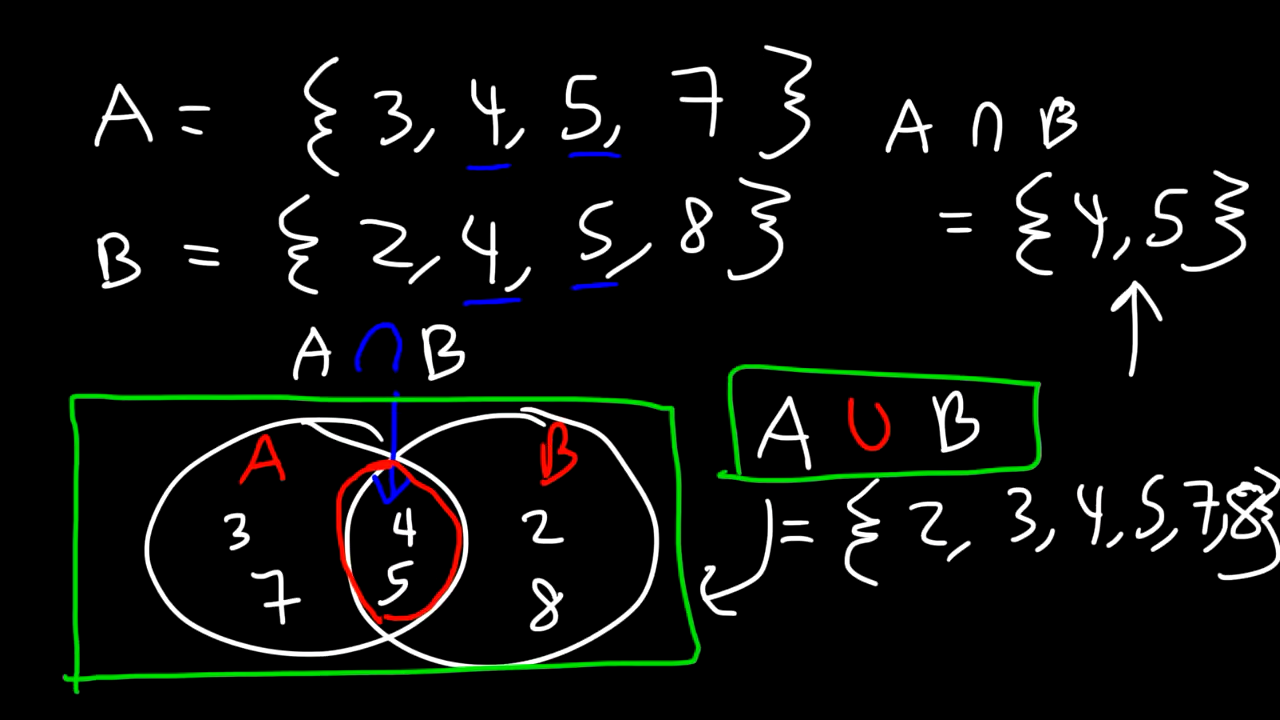 A = {3, 4, 5, 7}
B = {2, 4, 5, 8}
A ∩ B
= {4, 5}
A ∩ B
A B
3 4 2
7 5 8
A ∪ B
= {2, 3, 4, 5, 7, 8}